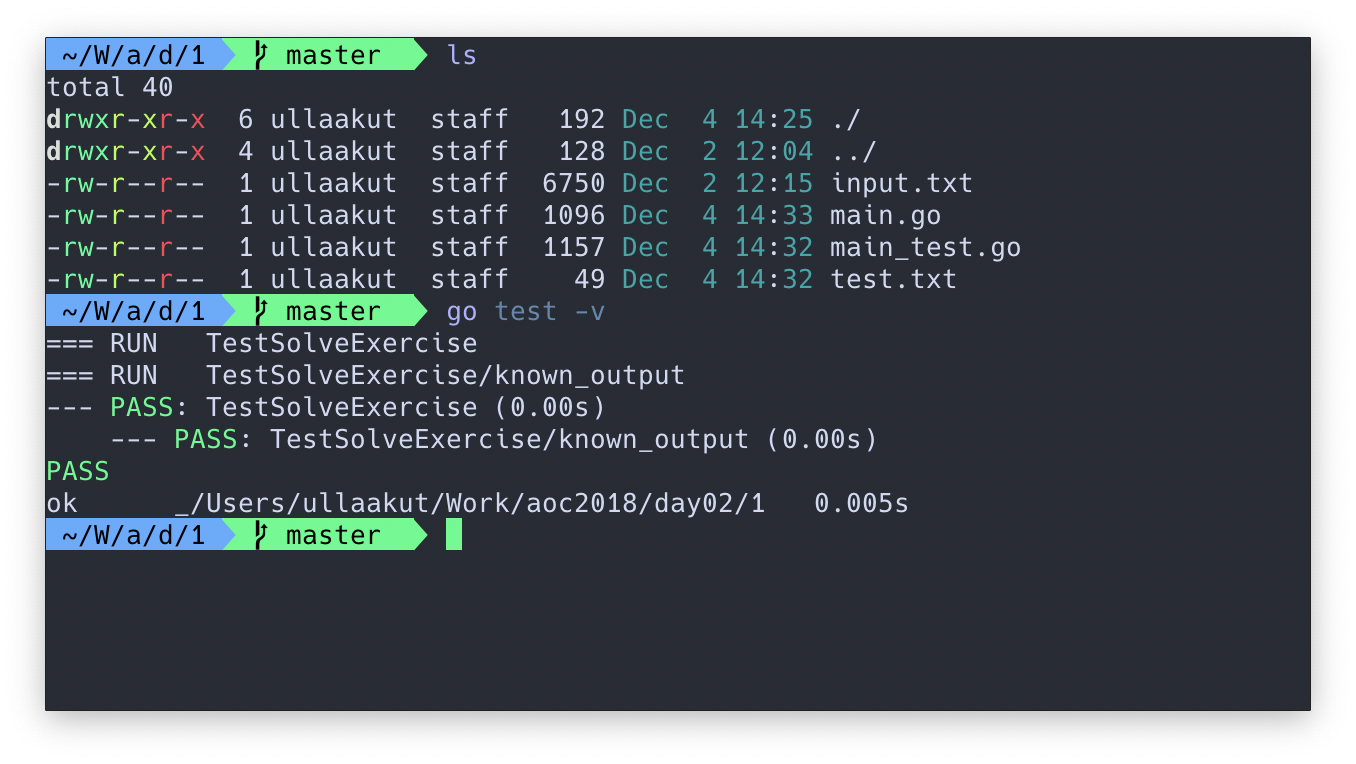 ~/W/a/d/1 master ls
total 40
drwxr-xr-x  6 ullaakut  staff   192 Dec  4 14:25 ./
drwxr-xr-x  4 ullaakut  staff   128 Dec  2 12:04 ../
-rw-r--r--  1 ullaakut  staff  6750 Dec  2 12:15 input.txt
-rw-r--r--  1 ullaakut  staff  1096 Dec  4 14:33 main.go
-rw-r--r--  1 ullaakut  staff  1157 Dec  4 14:32 main_test.go
-rw-r--r--  1 ullaakut  staff    49 Dec  4 14:32 test.txt
~/W/a/d/1 master go test -v
=== RUN   TestSolveExercise
=== RUN   TestSolveExercise/known_output
--- PASS: TestSolveExercise (0.00s)
    --- PASS: TestSolveExercise/known_output (0.00s)
PASS
ok      _/Users/ullaakut/Work/aoc2018/day02/1   0.005s
~/W/a/d/1 master